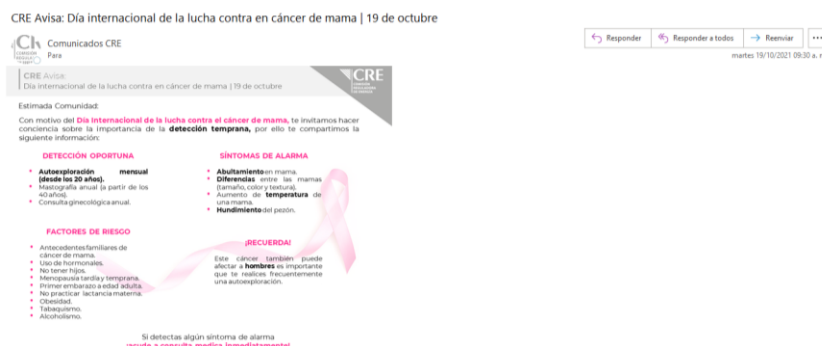 CRE Avisa: Día internacional de la lucha contra en cáncer de mama | 19 de octubre
Responder
Responder a todos
Reenviar
Comunicados CRE
Para
martes 19/10/2021 09:30 a. m
CRE Avisa:
Día Internacional de la lucha contra en cáncer de mama | 19 de octubre
CRE
Estimada Comunidad:
Con motivo del Día Internacional de la lucha contra el cáncer de mama, te invitamos hacer
conciencia sobre la importancia de la detección temprana, por ello te compartimos la
siguiente información:
DETECCIÓN OPORTUNA
Autoexploración mensual
(desde los 20 años).
Mastografía anual (a partir de los
40 años).
Consulta ginecológica anual.
SÍNTOMAS DE ALARMA
Abultamiento en mama.
Diferencias entre las mamas
(tamaño, color y textura).
Aumento de temperatura de
una mama.
Hundimiento del pezón.
FACTORES DE RIESGO
Antecedentes familiares de
cáncer de mama.
Uso de hormonales.
No tener hijos.
Menopausia tardía y temprana.
Primer embarazo a edad adulta.
No practicar lactancia materna.
Obesidad.
Tabaquismo.
Alcoholismo.
¡RECUERDA!
Este cáncer también puede
afectar a hombres es importante
que te realices frecuentemente
una autoexploración.
Si detectas algún síntoma de alarma
¡acude a consulta medica inmediatamente!